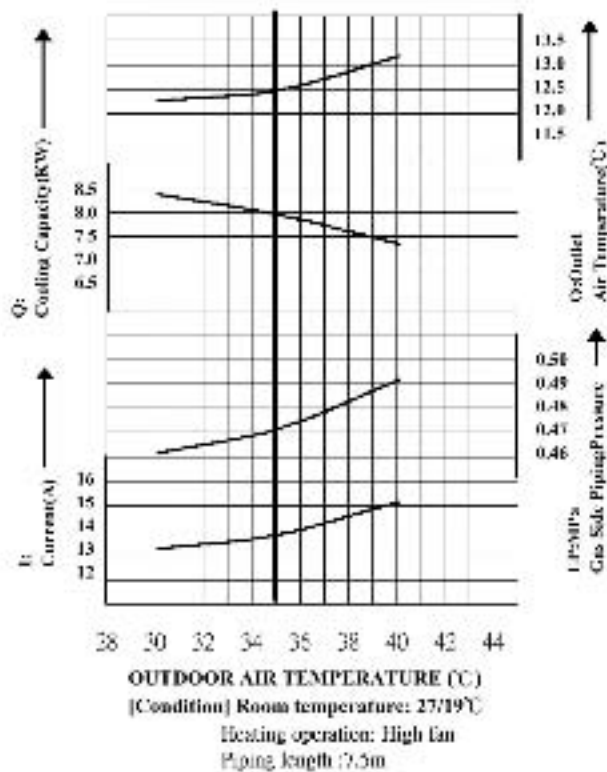 13.5
13.0
12.5
12.0
11.5
Q:
Cooling Capacity(KW)
8.5
8.0
7.5
7.0
6.5
O:Outlet
Air Temperature(℃)
0.50
0.49
0.48
0.47
0.46
I:
Current(A)
16
15
14
13
12
LP:MPa
Gas Side PipingPressure
28 30 32 34 36 38 40 42 44
OUTDOOR AIR TEMPERATURE (℃)
[Condition] Room temperature: 27/19℃
Heating operation: High fan
Piping length :7.5m